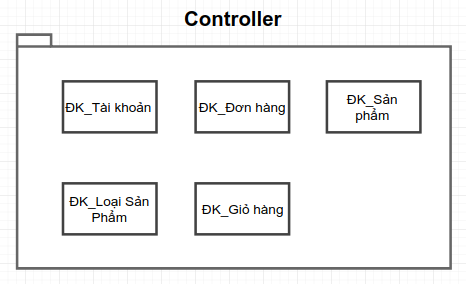 Controller
ĐK_Tài khoản
ĐK_Đơn hàng
ĐK_Sản
phẩm
ĐK_Loại Sản
Phẩm
ĐK_Giỏ hàng